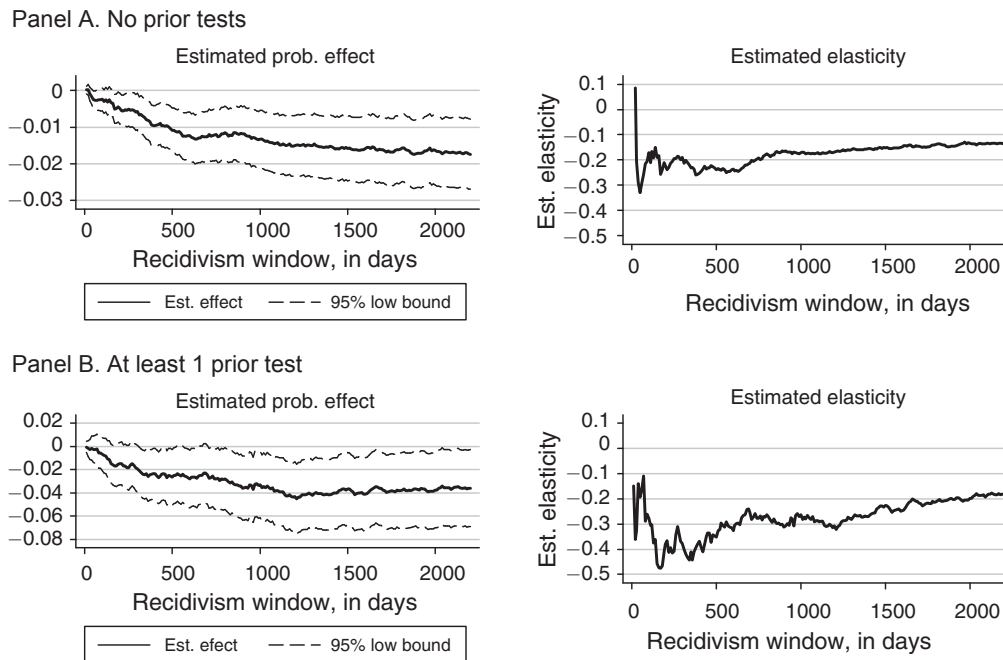 Panel A. No prior tests
Estimated prob. effect
0
−0.01
−0.02
−0.03
0 500 1000 1500 2000
Recidivism window, in days
Est. effect 95% low bound
Estimated elasticity
Est. elasticity
0.1
0
−0.1
−0.2
−0.3
−0.4
−0.5
0 500 1000 1500 2000
Recidivism window, in days
Panel B. At least 1 prior test
Estimated prob. effect
0.02
0
−0.02
−0.04
−0.06
−0.08
0 500 1000 1500 2000
Recidivism window, in days
Est. effect 95% low bound
Estimated elasticity
Est. elasticity
0.1
0
−0.1
−0.2
−0.3
−0.4
−0.5
0 500 1000 1500 2000
Recidivism window, in days